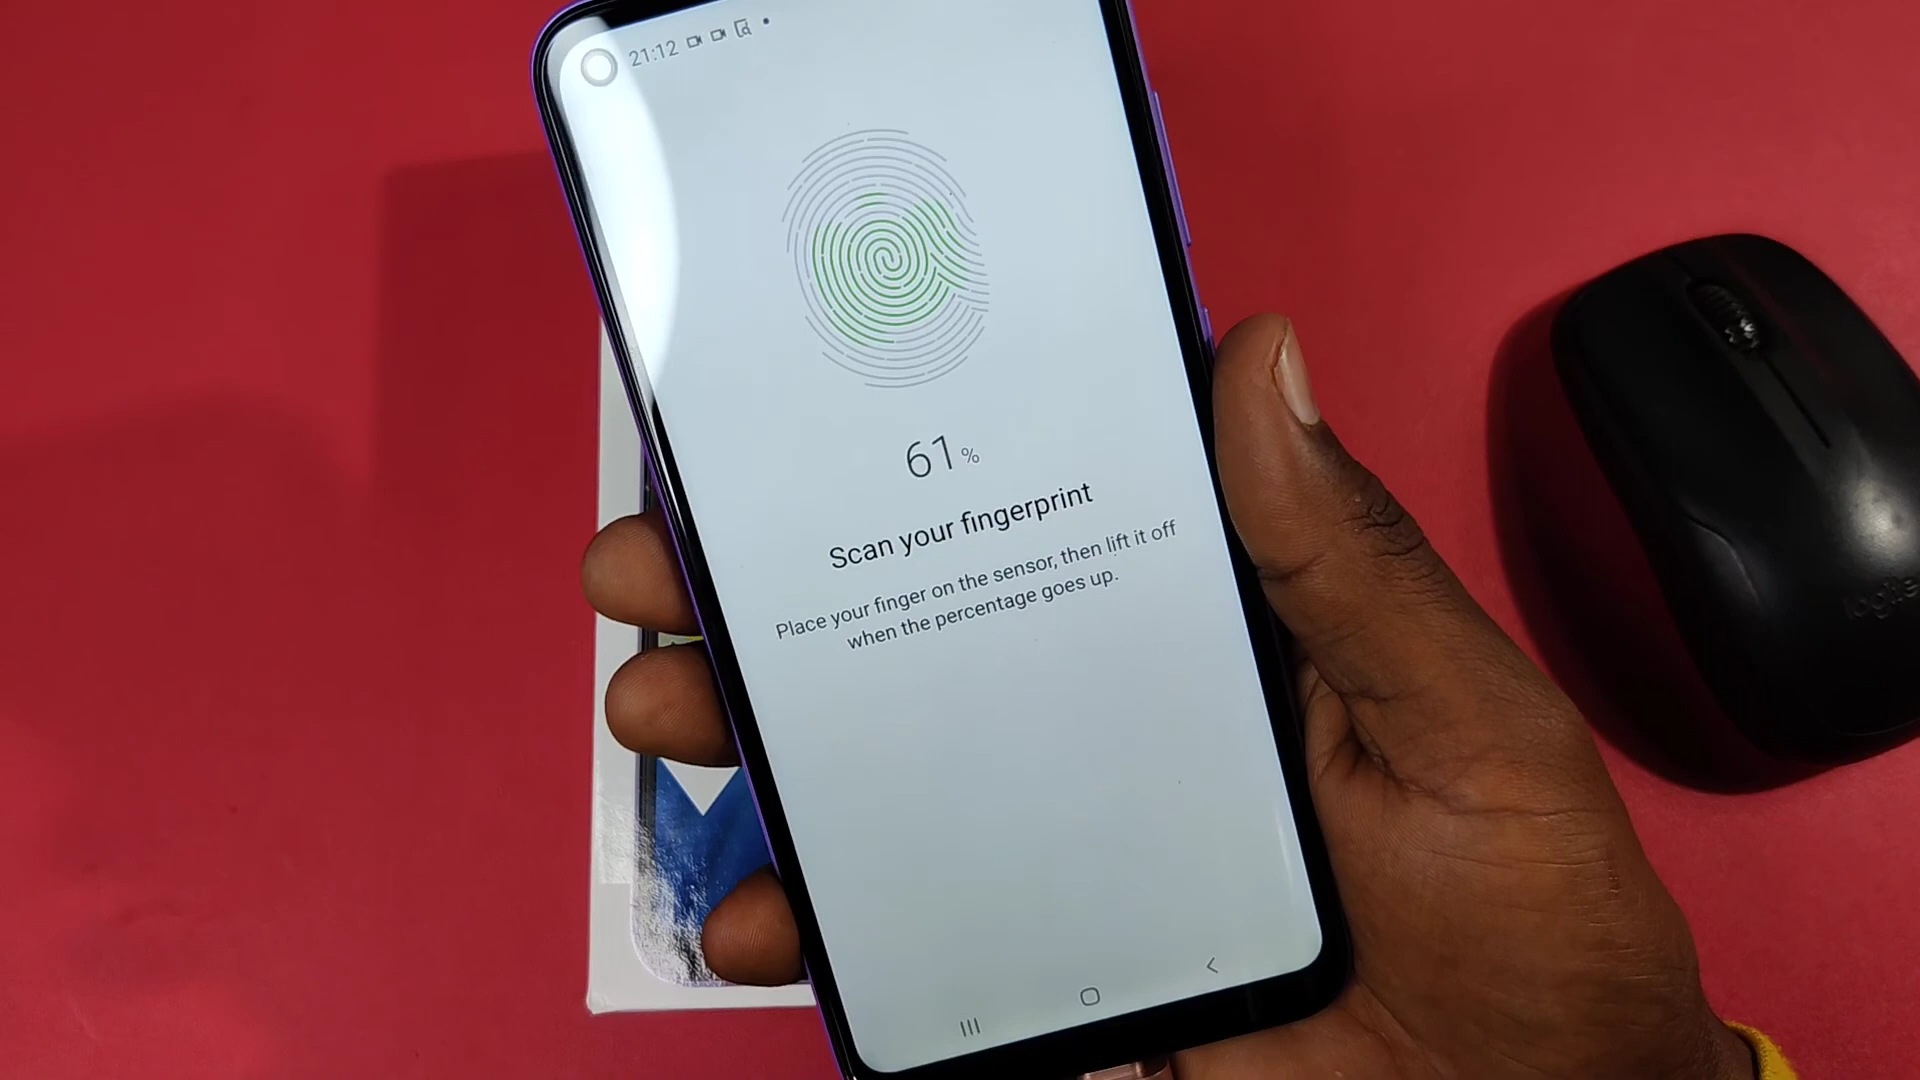 21:12
61%
Scan your fingerprint
Place your finger on the sensor, then lift it off
when the percentage goes up.